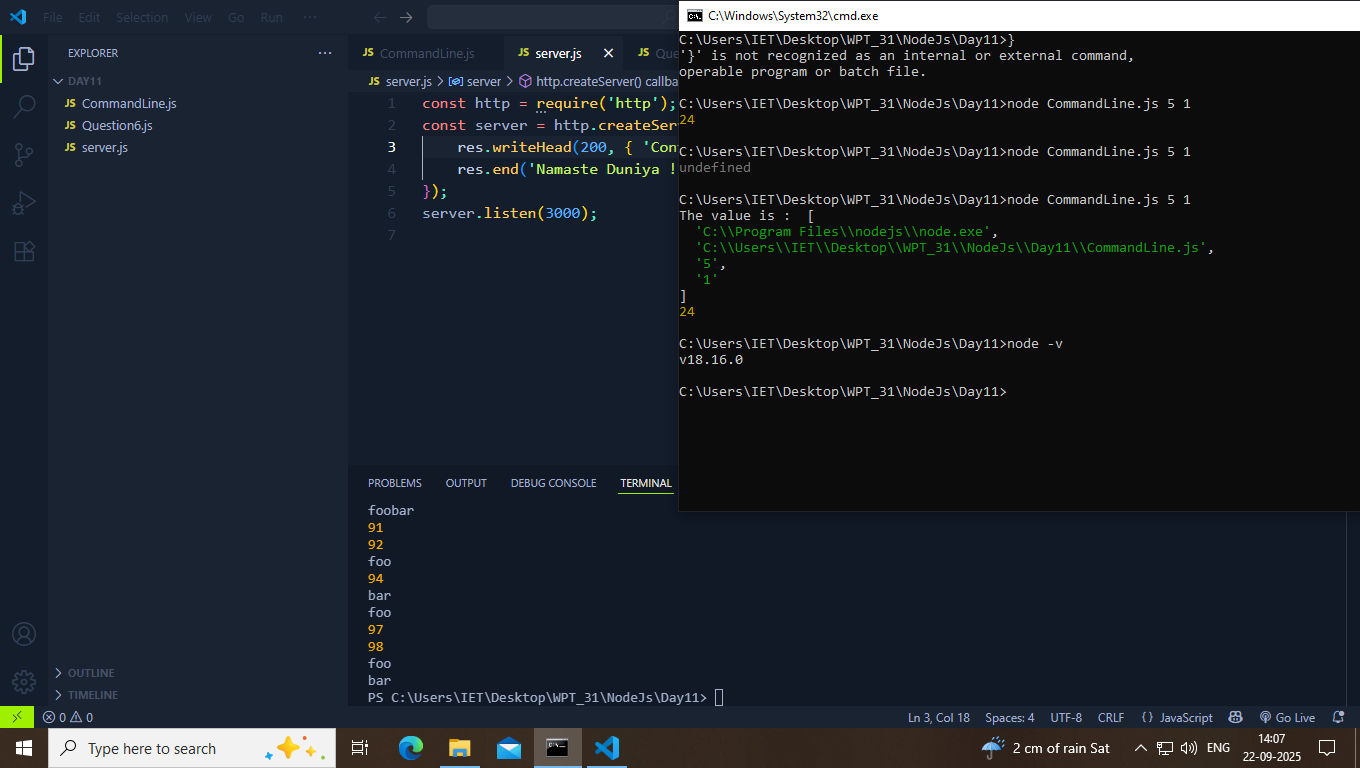 File Edit Selection View Go Run ···
C:\Windows\System32\cmd.exe
EXPLORER ···
DAY11
JS CommandLine.js
JS Question6.js
JS server.js
OUTLINE
TIMELINE
JS CommandLine.js
JS server.js
JS
JS server.js > server > http.createServer()
1 const http = require('http');
2 const server =
3 res.writeHead(200, {
4 res.end('Namaste Duniya !
5 });
6 server.listen(3000);
7
C:\Users\IET\Desktop\WPT_31\NodeJs\Day11>}
'}' is not recognized as an internal or external command,
operable program or batch file.
C:\Users\IET\Desktop\WPT_31\NodeJs\Day11>node CommandLine.js 5 1
24
C:\Users\IET\Desktop\WPT_31\NodeJs\Day11>node CommandLine.js 5 1
undefined
C:\Users\IET\Desktop\WPT_31\NodeJs\Day11>node CommandLine.js 5 1
The value is :  [
'C:\\Program Files\\nodejs\\node.exe',
'C:\\Users\\IET\\Desktop\\WPT_31\\NodeJs\\Day11\\CommandLine.js',
'5',
'1'
]
24
C:\Users\IET\Desktop\WPT_31\NodeJs\Day11>node -v
v18.16.0
C:\Users\IET\Desktop\WPT_31\NodeJs\Day11>
PROBLEMS OUTPUT DEBUG CONSOLE TERMINAL
foobar
91
92
foo
94
bar
foo
97
98
foo
bar
PS C:\Users\IET\Desktop\WPT_31\NodeJs\Day11>
0 0 Ln 3, Col 18 Spaces: 4 UTF-8 CRLF {} JavaScript Go Live
Type here to search
2 cm of rain Sat
ENG
14:07
22-09-2025